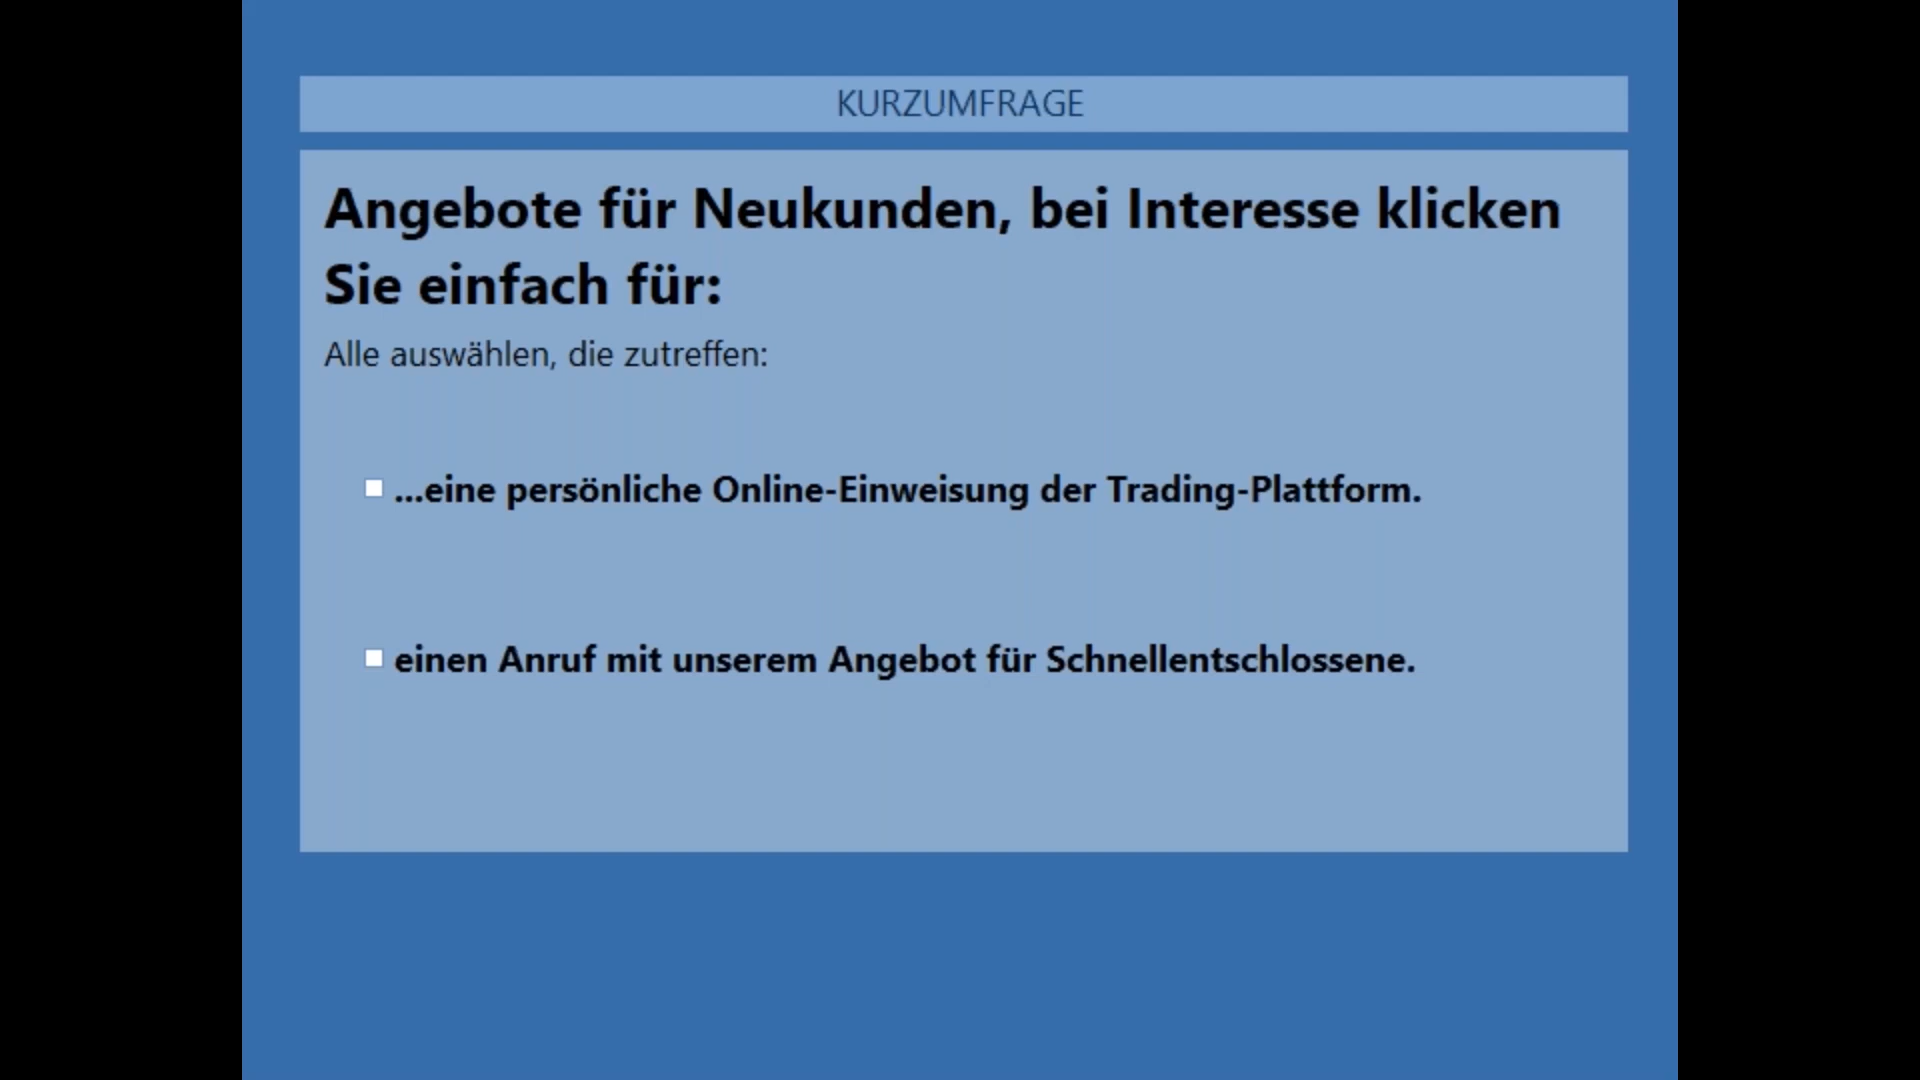 KURZUMFRAGE
Angebote für Neukunden, bei Interesse klicken
Sie einfach für:
Alle auswählen, die zutreffen:
...eine persönliche Online-Einweisung der Trading-Plattform.
einen Anruf mit unserem Angebot für Schnellentschlossene.